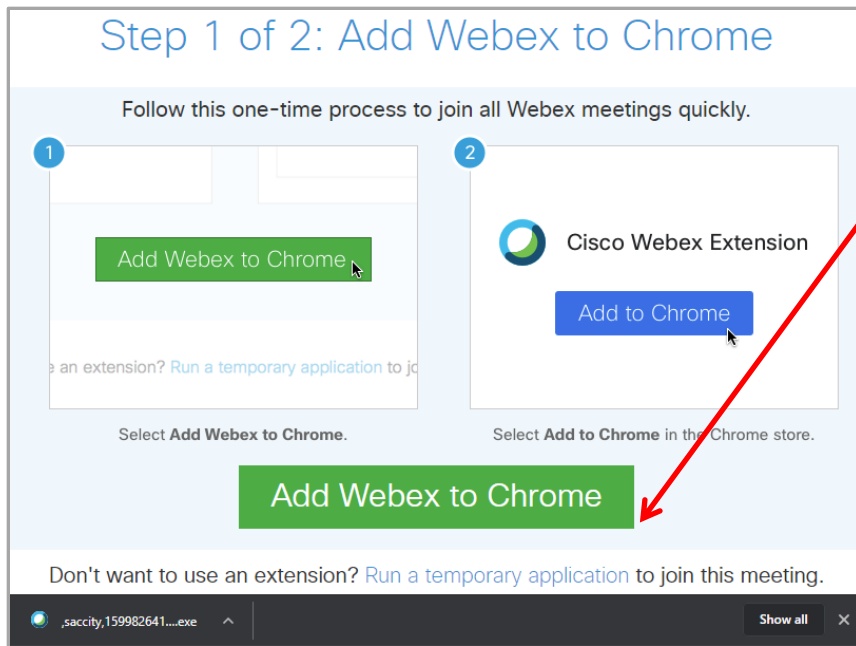 Step 1 of 2: Add Webex to Chrome
Follow this one-time process to join all Webex meetings quickly.
1
Add Webex to Chrome
e an extension? Run a temporary application to jo
Select Add Webex to Chrome.
2
Cisco Webex Extension
Add to Chrome
Select Add to Chrome in the Chrome store.
Add Webex to Chrome
Don't want to use an extension? Run a temporary application to join this meeting.
,saccity,159982641....exe
Show all